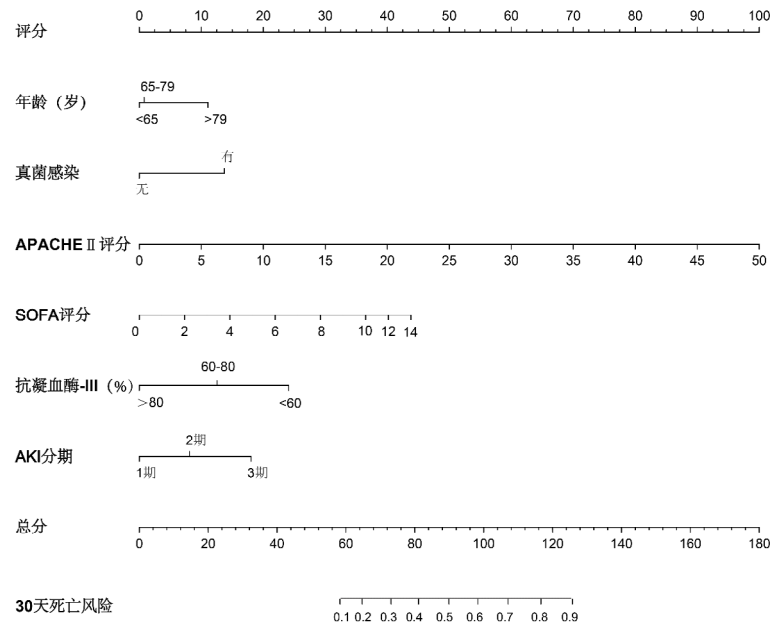 评分 0 10 20 30 40 50 60 70 80 90 100
65-79
年龄（岁）
<65 >79
有
真菌感染
无
APACHE Ⅱ 评分
0 5 10 15 20 25 30 35 40 45 50
SOFA评分
0 2 4 6 8 10 12 14
60-80
抗凝血酶-III（%）
＞80 <60
2期
AKI分期
1期 3期
总分
0 20 40 60 80 100 120 140 160 180
30天死亡风险
0.1 0.2 0.3 0.4 0.5 0.6 0.7 0.8 0.9